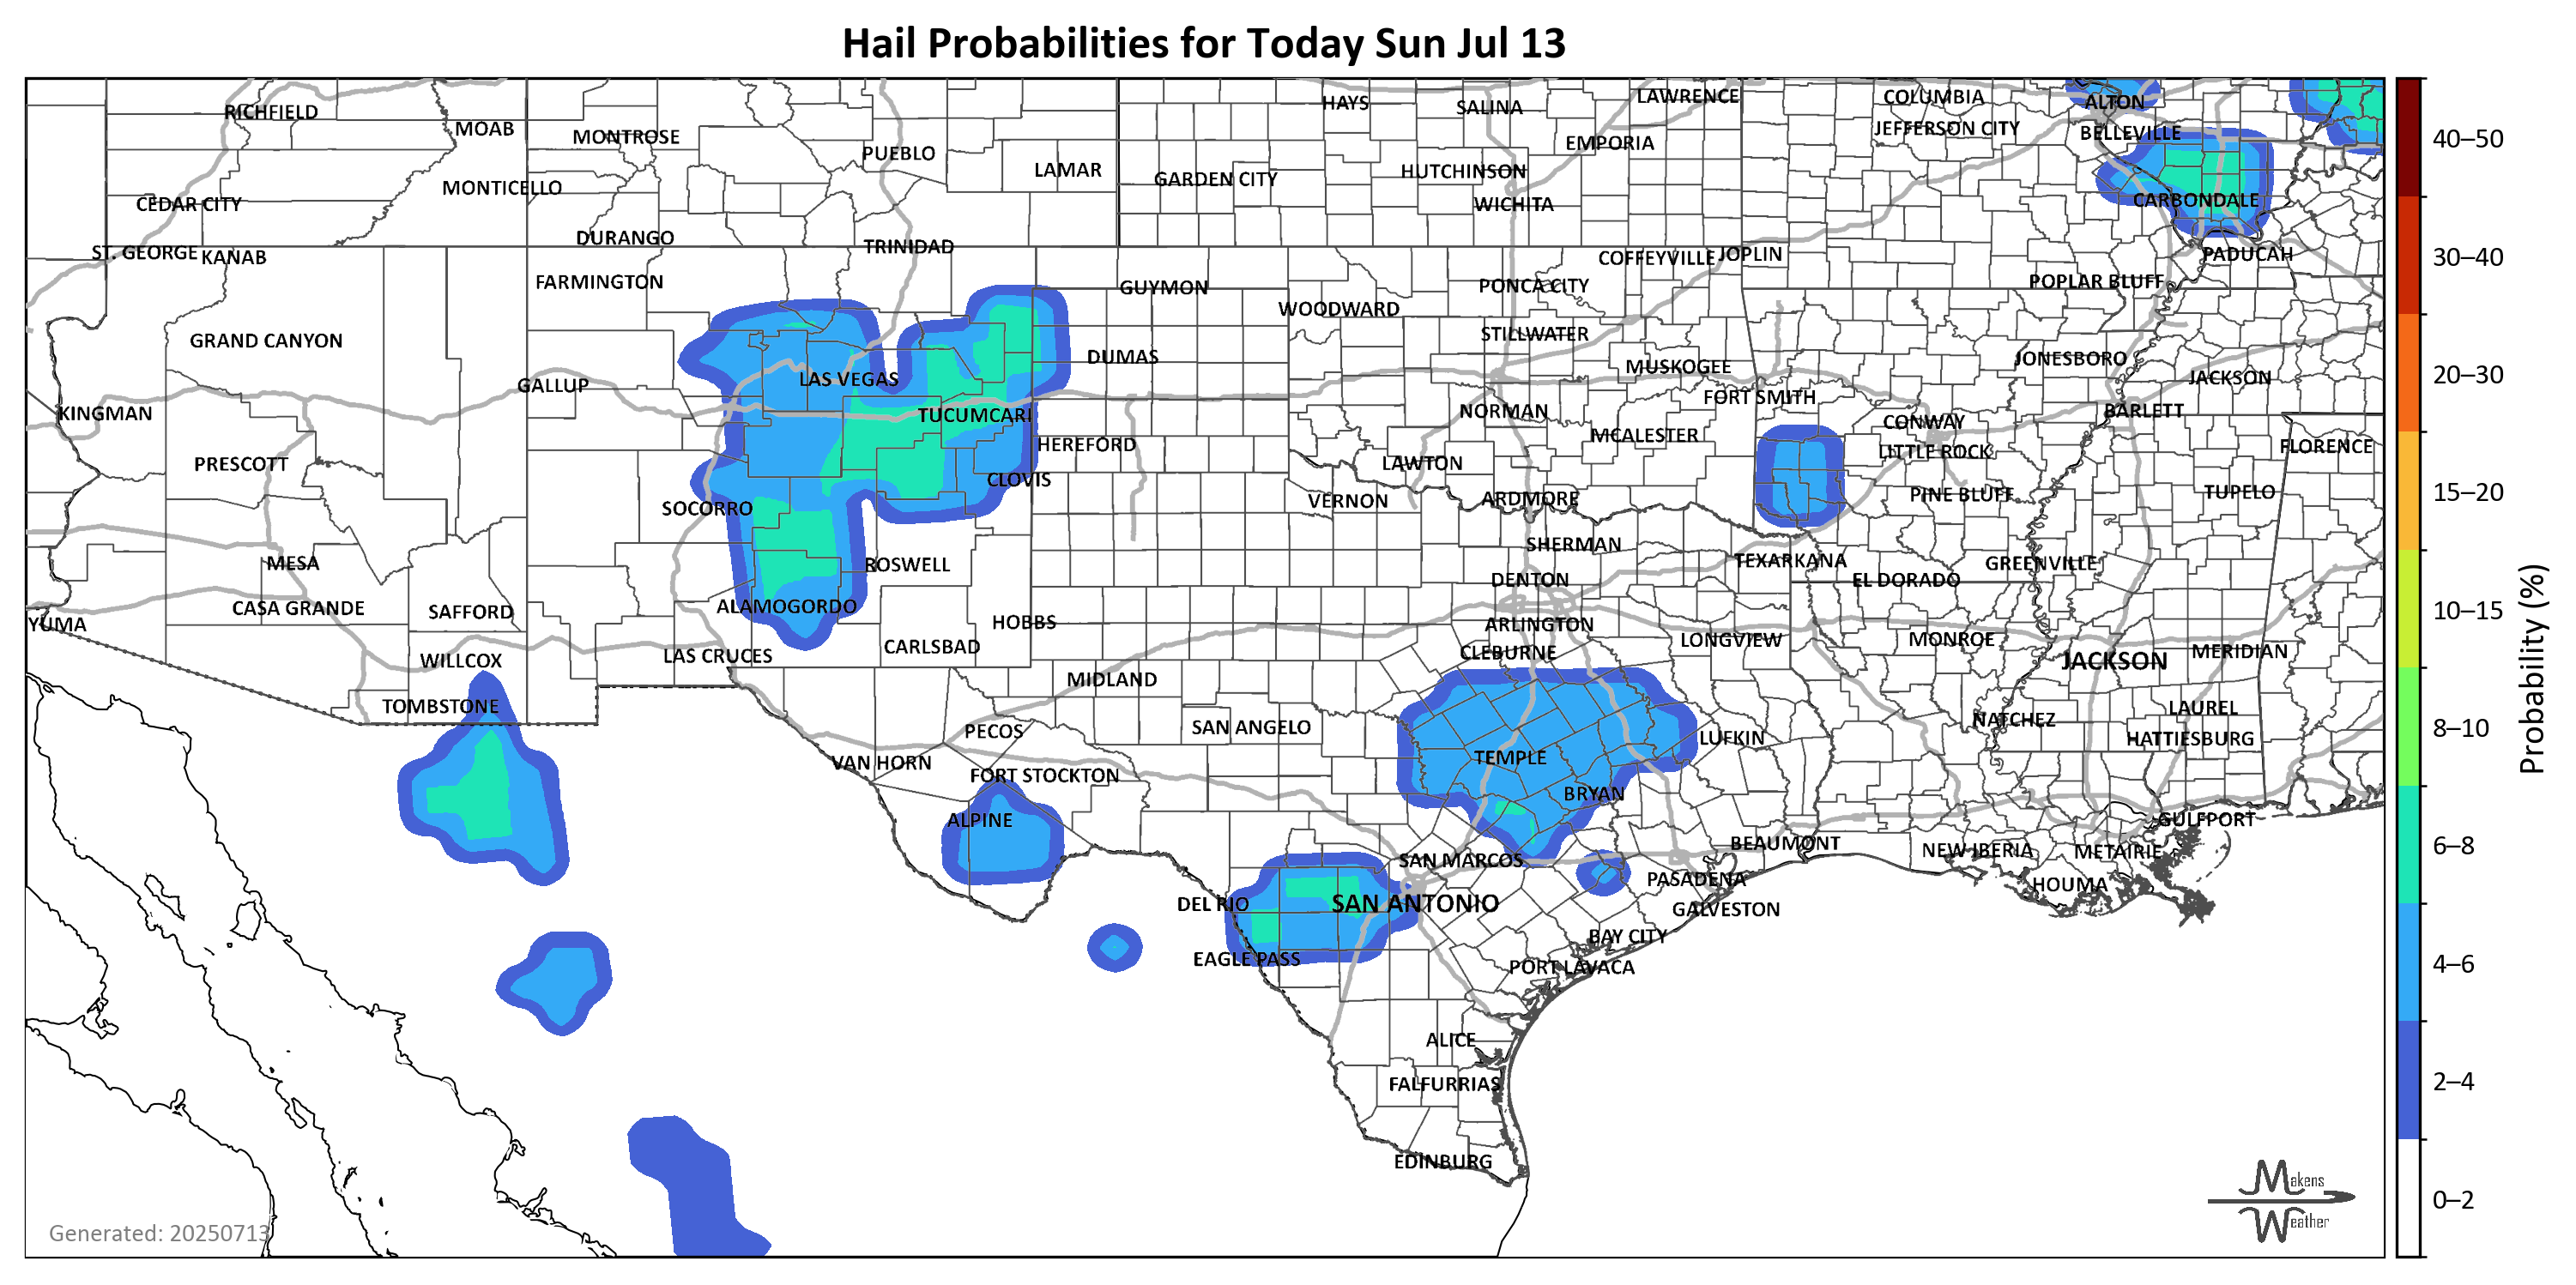 Hail Probabilities for Today Sun Jul 13
RICHFIELD
MOAB
MONTROSE
PUEBLO
LAMAR
HAYS
SALINA
LAWRENCE
EMPORIA
COLUMBIA
ALTON
JEFFERSON CITY
BELLEVILLE
40–50
MONTICELLO
GARDEN CITY
HUTCHINSON
CEDAR CITY
WICHITA
CARBONDALE
DURANGO
TRINIDAD
ST. GEORGE
KANAB
COFFEYVILLE
JOPLIN
PADUCAH
30–40
FARMINGTON
GUYMON
PONCA CITY
POPLAR BLUFF
WOODWARD
GRAND CANYON
STILLWATER
DUMAS
MUSKOGEE
JONESBORO
GALLUP
LAS VEGAS
JACKSON
20–30
FORT SMITH
KINGMAN
TUCUMCARI
NORMAN
CONWAY
BARLETT
HEREFORD
MCALESTER
LITTLE ROCK
FLORENCE
PRESCOTT
CLOVIS
LAWTON
SOCORRO
VERNON
ARDMORE
PINE BLUFF
TUPELO
15–20
SHERMAN
MESA
ROSWELL
TEXARKANA
GREENVILLE
DENTON
EL DORADO
CASA GRANDE
SAFFORD
ALAMOGORDO
10–15
YUMA
HOBBS
ARLINGTON
CARLSBAD
CLEBURNE
LONGVIEW
MONROE
WILLCOX
LAS CRUCES
JACKSON
MERIDIAN
MIDLAND
TOMBSTONE
NATCHEZ
LAUREL
PECOS
SAN ANGELO
LUFKIN
HATTIESBURG
8–10
VAN HORN
FORT STOCKTON
TEMPLE
BRYAN
Probability (%)
ALPINE
GULFPORT
SAN MARCOS
BEAUMONT
NEW IBERIA
METAIRIE
6–8
PASADENA
HOUMA
DEL RIO
SAN ANTONIO
GALVESTON
EAGLE PASS
BAY CITY
PORT LAVACA
4–6
ALICE
FALFURRIAS
2–4
EDINBURG
Makens
Weather
0–2
Generated: 20250713